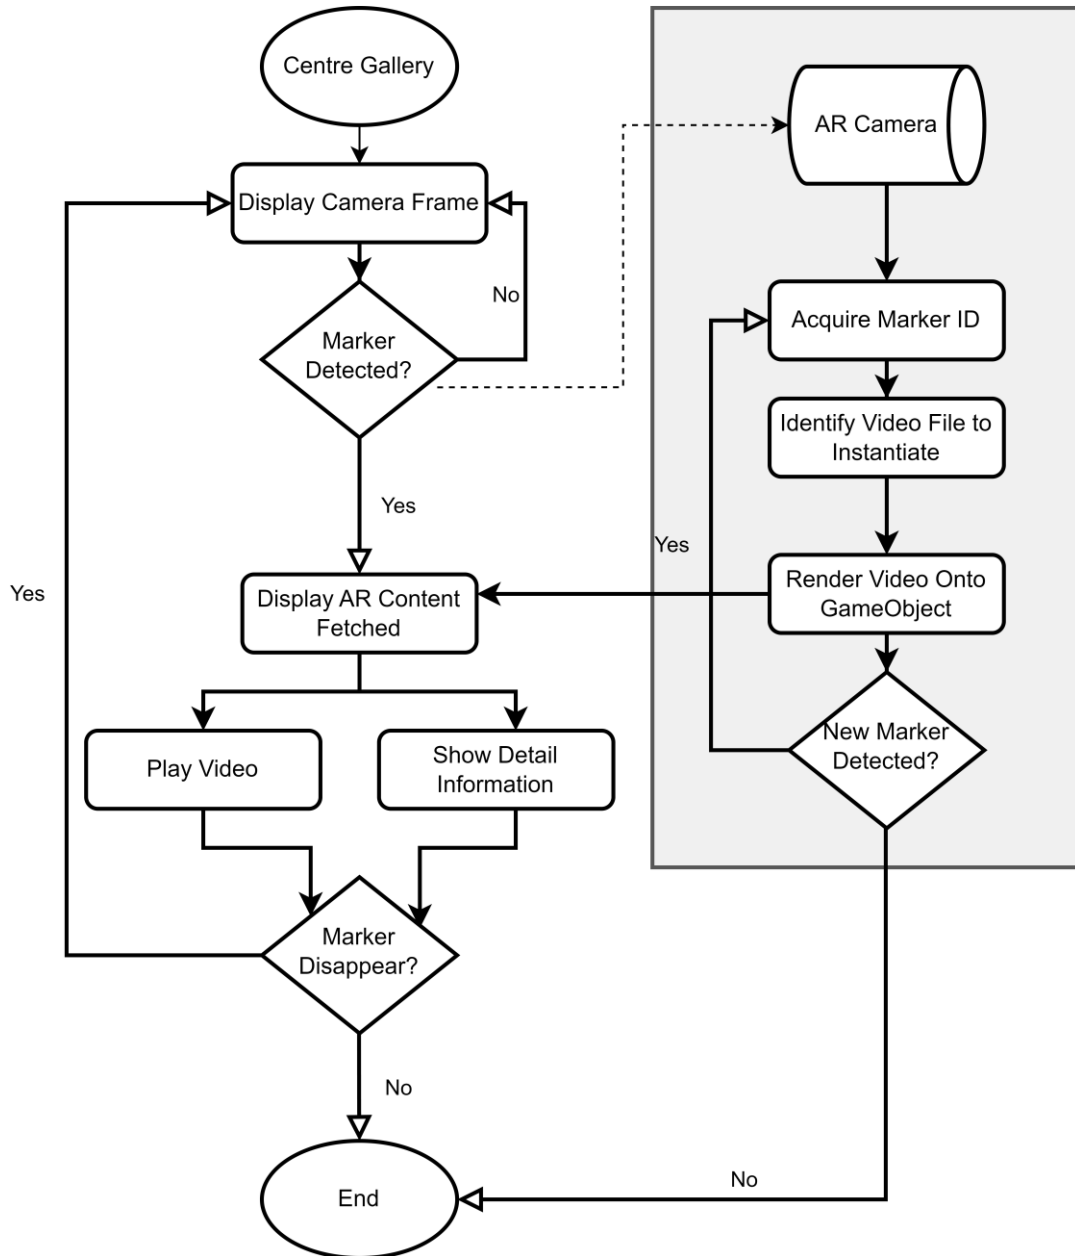 Centre Gallery
Display Camera Frame
No
Marker
Detected?
Yes
Display AR Content
Fetched
Play Video
Show Detail
Information
Yes
Marker
Disappear?
No
End
AR Camera
Acquire Marker ID
Identify Video File to
Instantiate
Render Video Onto
GameObject
Yes
New Marker
Detected?
No